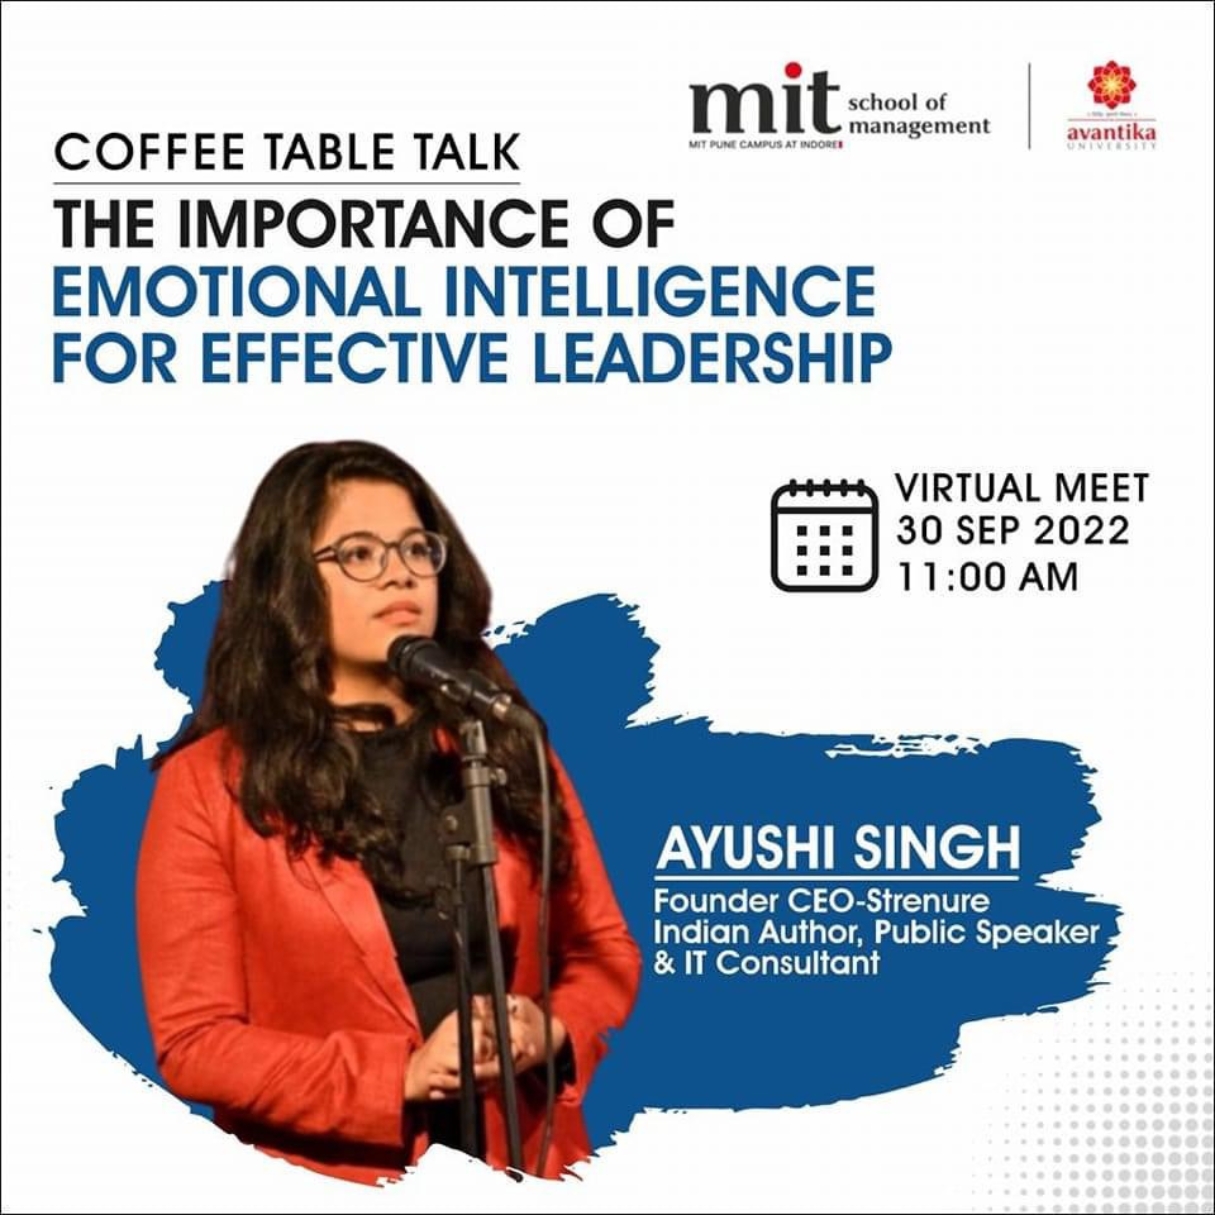 mit school of
management
MIT PUNE CAMPUS AT INDORE
avantika
UNIVERSITY
COFFEE TABLE TALK
THE IMPORTANCE OF
EMOTIONAL INTELLIGENCE
FOR EFFECTIVE LEADERSHIP
VIRTUAL MEET
30 SEP 2022
11:00 AM
AYUSHI SINGH
Founder CEO-Strenure
Indian Author, Public Speaker
& IT Consultant